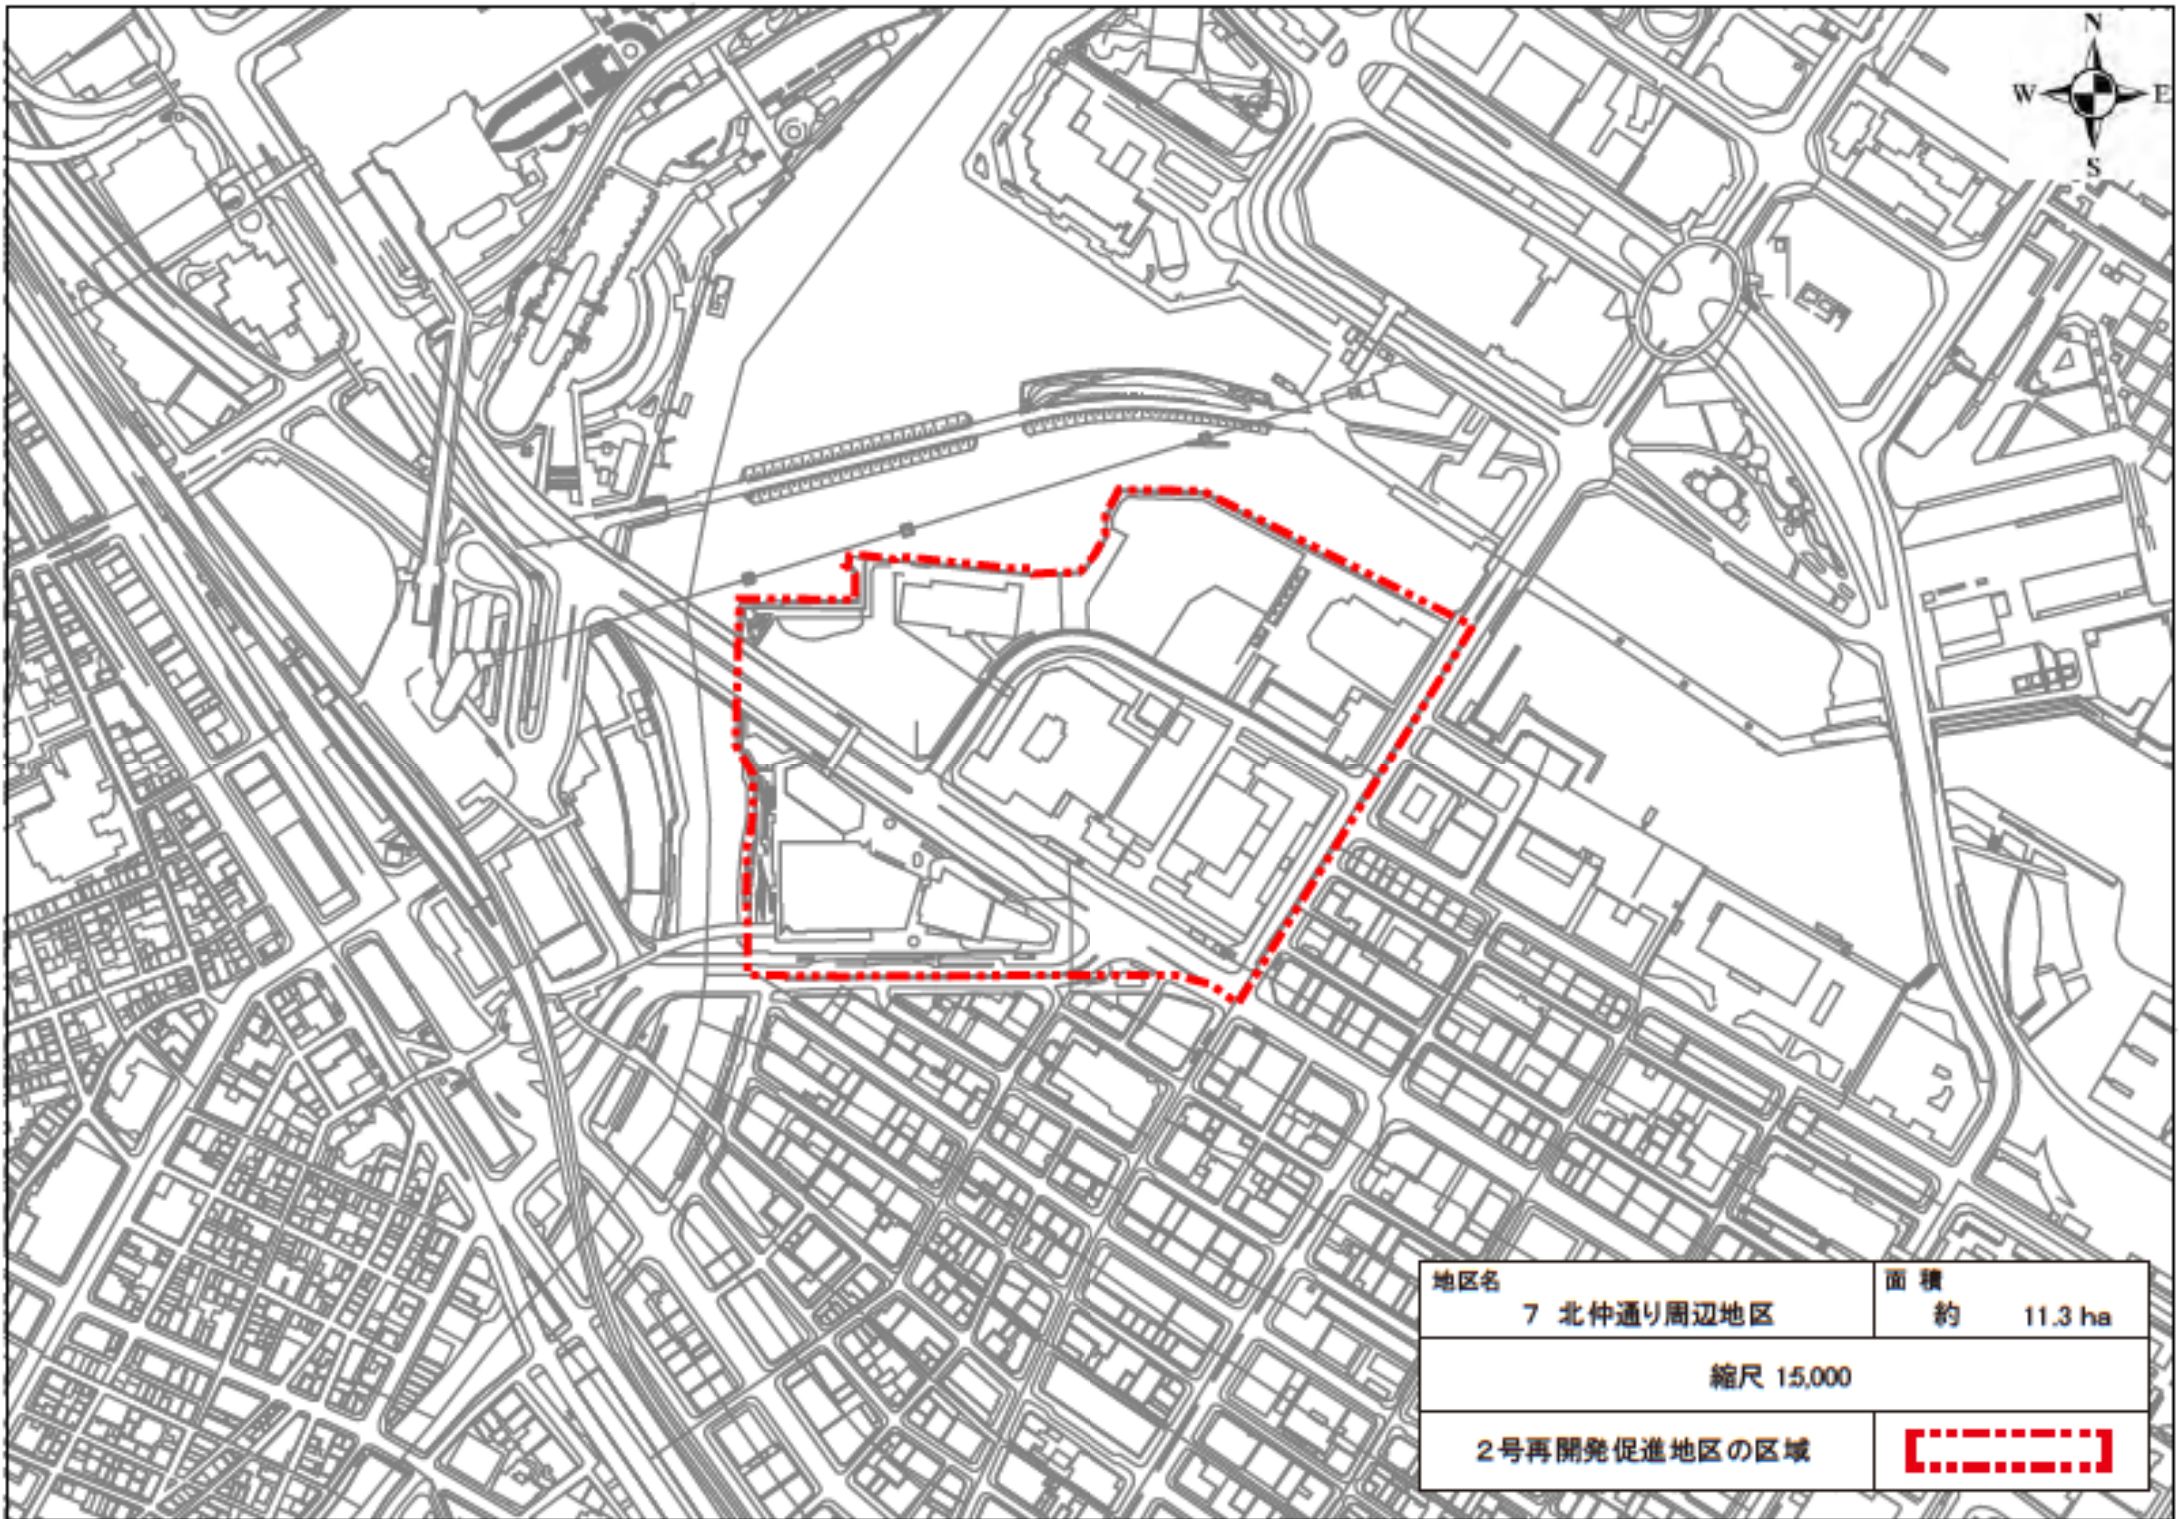 N
W E
S
地区名
7 北仲通り周辺地区
面 積
約 11.3 ha
縮尺 15,000
2号再開発促進地区の区域